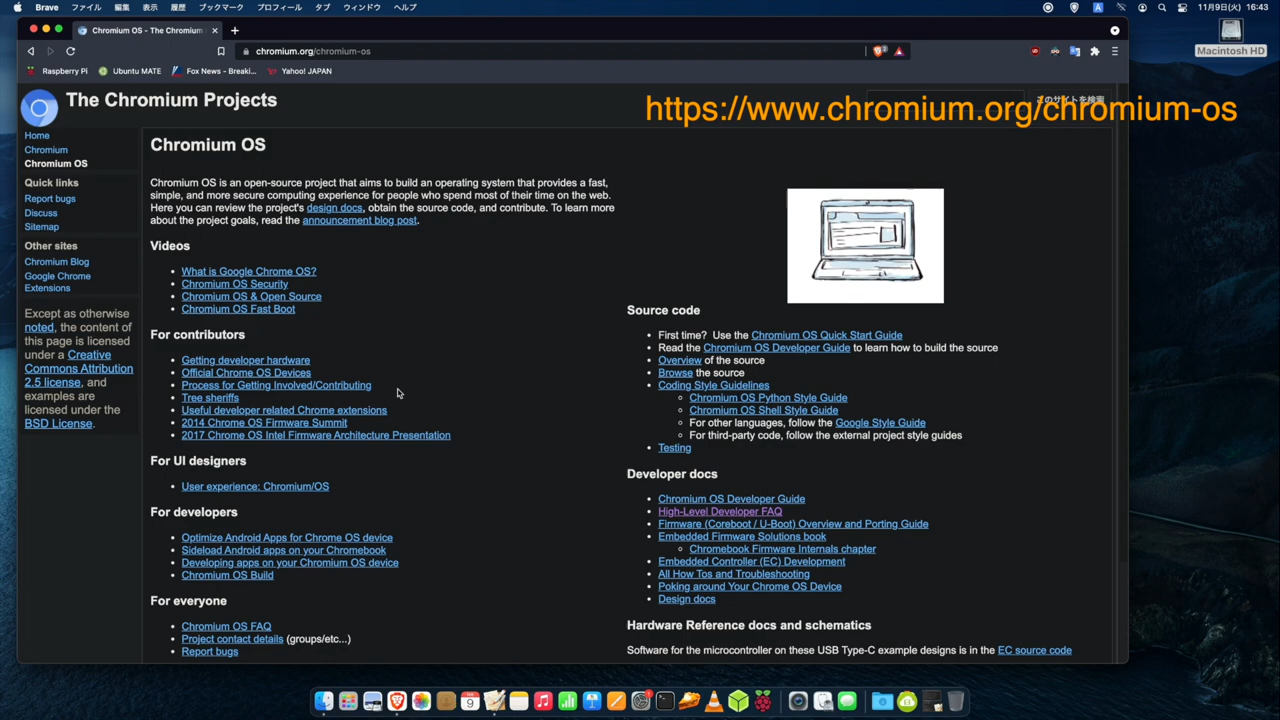 Brave ファイル 編集 表示 履歴 ブックマーク プロフィール タブ ウィンドウ ヘルプ
A 11月9日(火) 16:43
Chromium OS - The Chromium
chromium.org/chromium-os
Raspberry Pi Ubuntu MATE Fox News - Breaki... Yahoo! JAPAN
Macintosh HD
The Chromium Projects
このサイトを検索
https://www.chromium.org/chromium-os
Home
Chromium
Chromium OS
Quick links
Report bugs
Discuss
Sitemap
Other sites
Chromium Blog
Google Chrome
Extensions
Except as otherwise
noted, the content of
this page is licensed
under a Creative
Commons Attribution
2.5 license, and
examples are
licensed under the
BSD License.
Chromium OS
Chromium OS is an open-source project that aims to build an operating system that provides a fast,
simple, and more secure computing experience for people who spend most of their time on the web.
Here you can review the project's design docs, obtain the source code, and contribute. To learn more
about the project goals, read the announcement blog post.
Videos
What is Google Chrome OS?
Chromium OS Security
Chromium OS & Open Source
Chromium OS Fast Boot
For contributors
Getting developer hardware
Official Chrome OS Devices
Process for Getting Involved/Contributing
Tree sheriffs
Useful developer related Chrome extensions
2014 Chrome OS Firmware Summit
2017 Chrome OS Intel Firmware Architecture Presentation
For UI designers
User experience: Chromium/OS
For developers
Optimize Android Apps for Chrome OS device
Sideload Android apps on your Chromebook
Developing apps on your Chromium OS device
Chromium OS Build
For everyone
Chromium OS FAQ
Project contact details (groups/etc...)
Report bugs
Source code
First time? Use the Chromium OS Quick Start Guide
Read the Chromium OS Developer Guide to learn how to build the source
Overview of the source
Browse the source
Coding Style Guidelines
Chromium OS Python Style Guide
Chromium OS Shell Style Guide
For other languages, follow the Google Style Guide
For third-party code, follow the external project style guides
Testing
Developer docs
Chromium OS Developer Guide
High-Level Developer FAQ
Firmware (Coreboot / U-Boot) Overview and Porting Guide
Embedded Firmware Solutions book
Chromebook Firmware Internals chapter
Embedded Controller (EC) Development
All How Tos and Troubleshooting
Poking around Your Chrome OS Device
Design docs
Hardware Reference docs and schematics
Software for the microcontroller on these USB Type-C example designs is in the EC source code